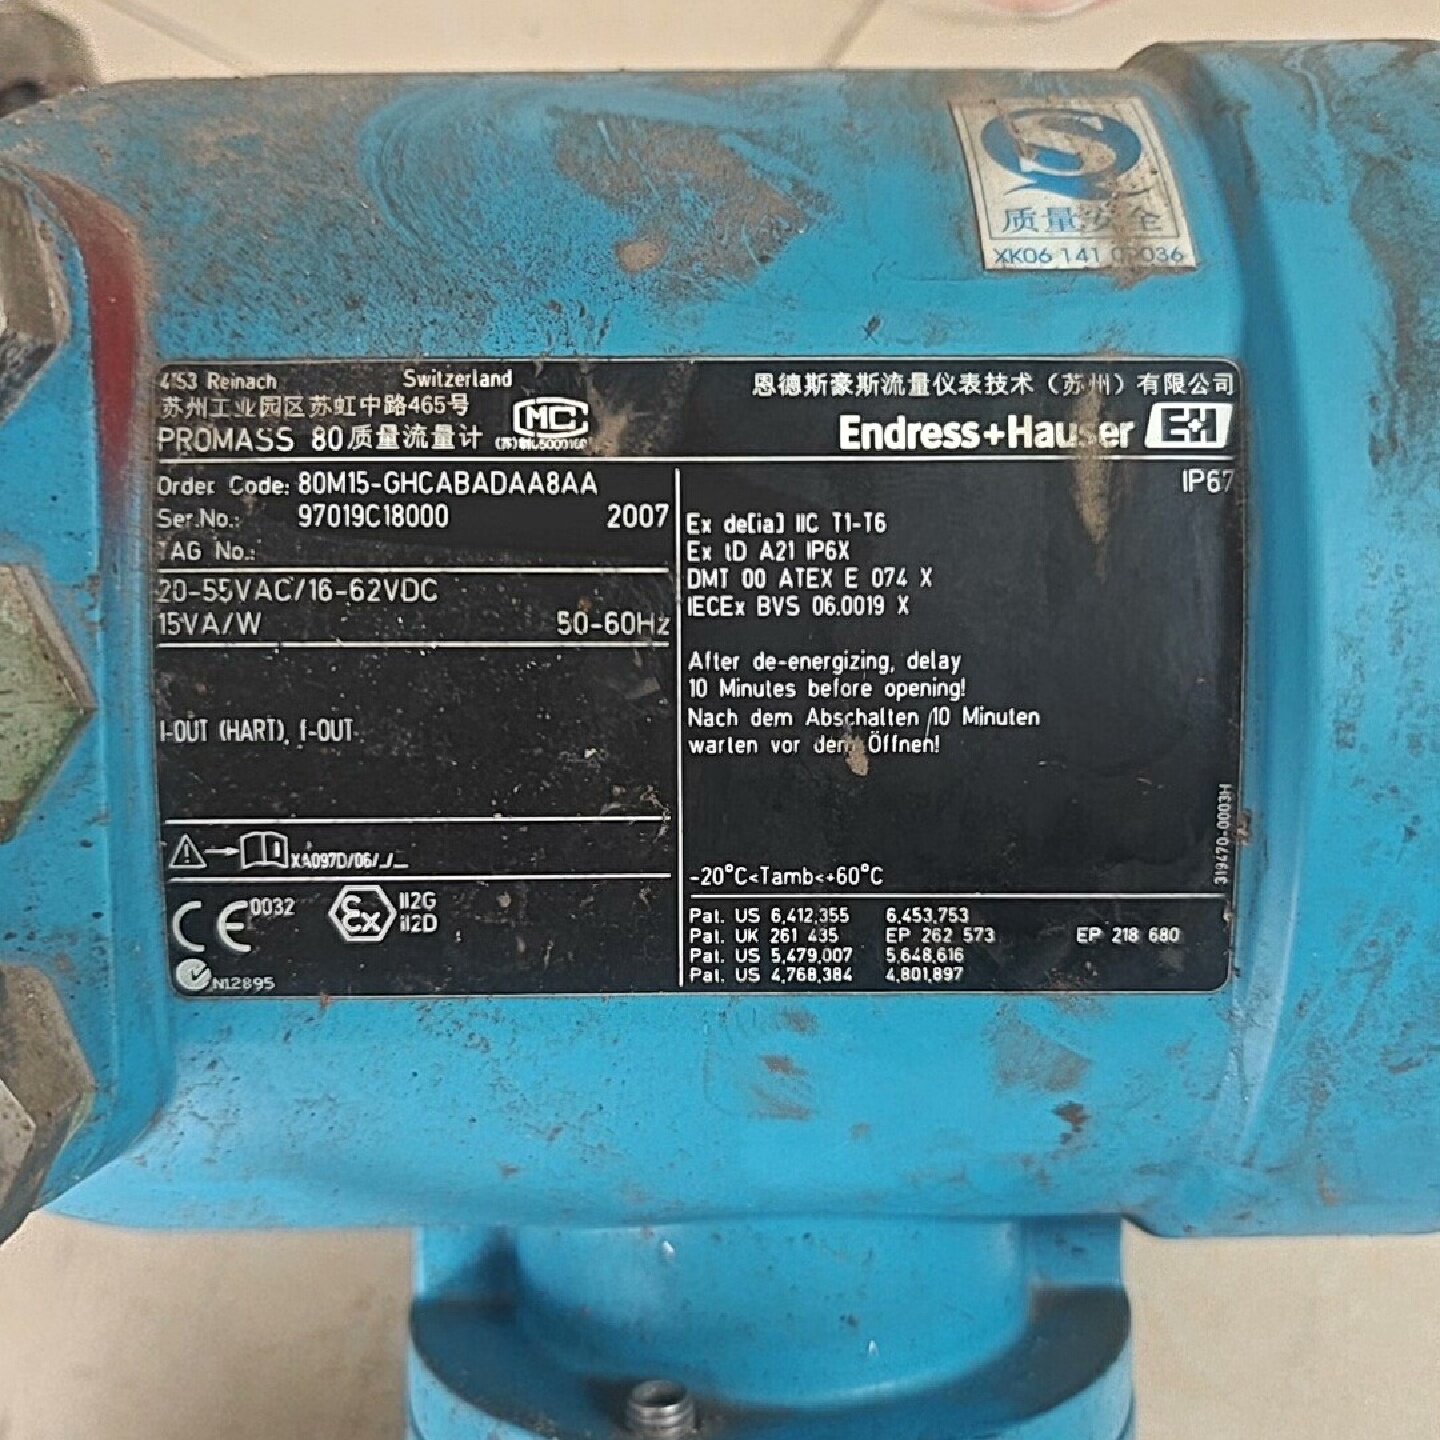 质量安全
XK06 141
4153 Reinach Switzerland
苏州工业园区苏虹中路465号
PROMASS 80质量流量计
MC
恩德斯豪斯流量仪表技术（苏州）有限公司
Endress+Hauser E+H
Order Code: 80M15-GHCABADAA8AA
Ser.No.: 97019C18000 2007
TAG No.:
20-55VAC/16-62VDC
15VA/W 50-60Hz
I-OUT (HART), f-OUT
XA097D/06/_/_
CE 0032 Ex II2G
II2D
N12895
IP67
Ex de[ia] IIC T1-T6
Ex tD A21 IP6X
DMT 00 ATEX E 074 X
IECEx BVS 06.0019 X
After de-energizing, delay
10 Minutes before opening!
Nach dem Abschalten 10 Minuten
warten vor dem Öffnen!
-20°C<Tamb<+60°C
319470-0003H
Pat. US 6,412,355 6,453,753
Pat. UK 261 435 EP 262 573 EP 218 680
Pat. US 5,479,007 5,648,616
Pat. US 4,768,384 4,801,897